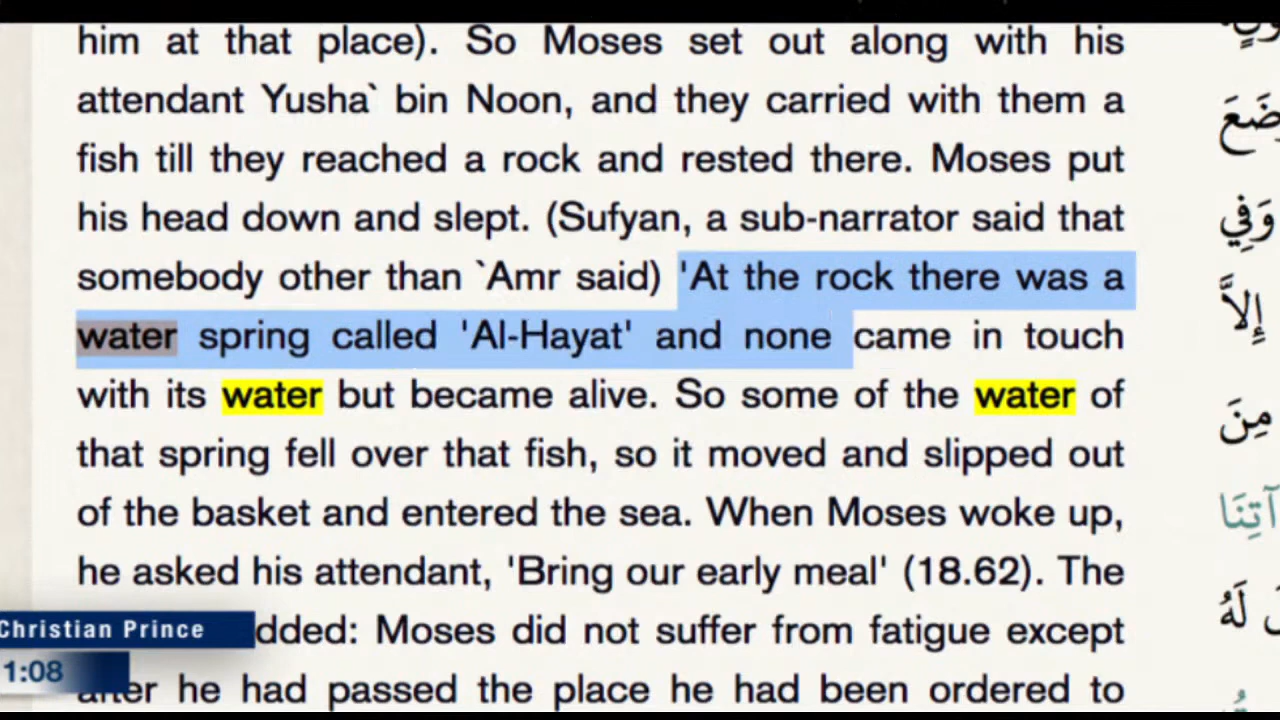 him at that place). So Moses set out along with his
attendant Yusha` bin Noon, and they carried with them a
fish till they reached a rock and rested there. Moses put
his head down and slept. (Sufyan, a sub-narrator said that
somebody other than `Amr said) 'At the rock there was a
water spring called 'Al-Hayat' and none came in touch
with its water but became alive. So some of the water of
that spring fell over that fish, so it moved and slipped out
of the basket and entered the sea. When Moses woke up,
he asked his attendant, 'Bring our early meal' (18.62). The
dded: Moses did not suffer from fatigue except
after he had passed the place he had been ordered to
ضَعَ
وَفِي
إِلاَّ
مِنَ
آتِنَا
لَهُ
Christian Prince
1:08